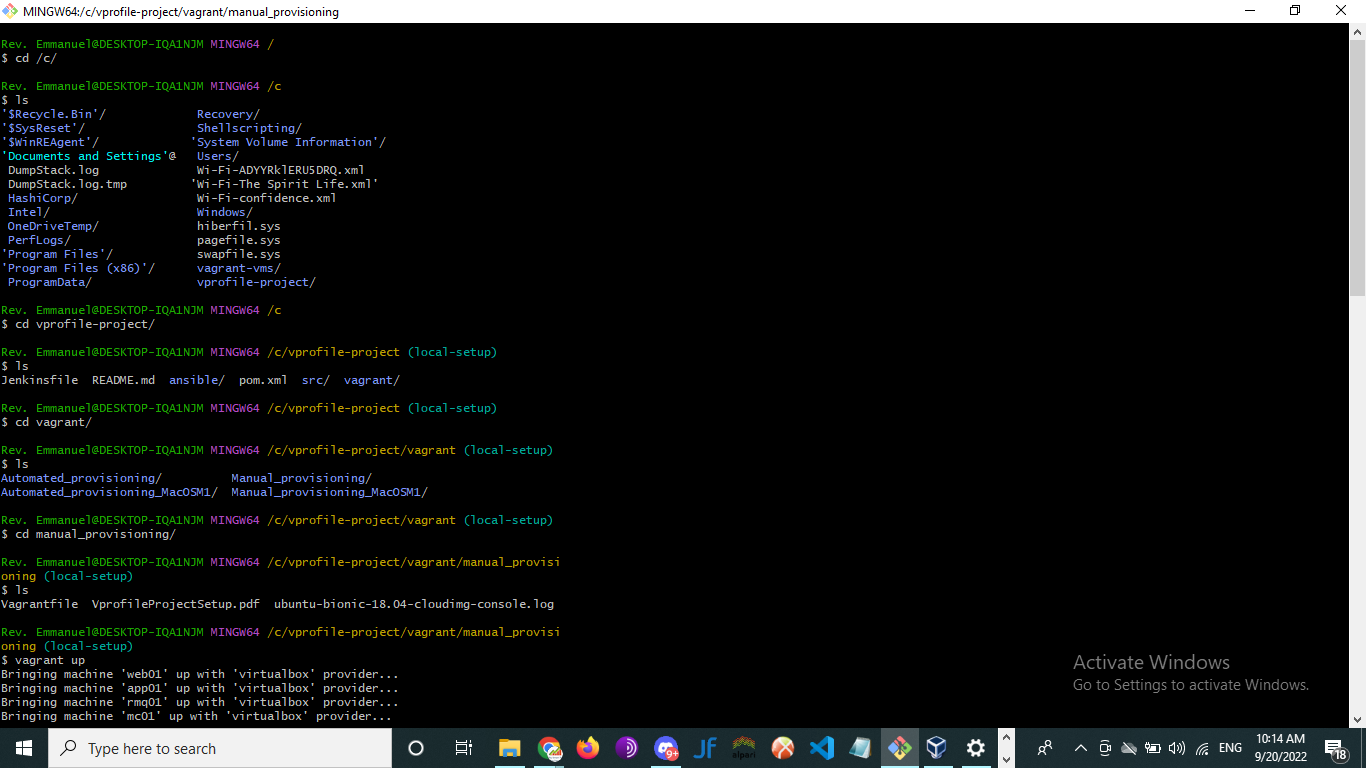 MINGW64:/c/vprofile-project/vagrant/manual_provisioning
Rev. Emmanuel@DESKTOP-IQA1NJM MINGW64 /
$ cd /c/
Rev. Emmanuel@DESKTOP-IQA1NJM MINGW64 /c
$ ls
'$Recycle.Bin'/ Recovery/
'$SysReset'/ Shellscripting/
'$WinREAgent'/ 'System Volume Information'/
'Documents and Settings'@ Users/
DumpStack.log Wi-Fi-ADYYRklERU5DRQ.xml
DumpStack.log.tmp 'Wi-Fi-The Spirit Life.xml'
HashiCorp/ Wi-Fi-confidence.xml
Intel/ Windows/
OneDriveTemp/ hiberfil.sys
PerfLogs/ pagefile.sys
'Program Files'/ swapfile.sys
'Program Files (x86)'/ vagrant-vms/
ProgramData/ vprofile-project/
Rev. Emmanuel@DESKTOP-IQA1NJM MINGW64 /c
$ cd vprofile-project/
Rev. Emmanuel@DESKTOP-IQA1NJM MINGW64 /c/vprofile-project (local-setup)
$ ls
Jenkinsfile README.md ansible/ pom.xml src/ vagrant/
Rev. Emmanuel@DESKTOP-IQA1NJM MINGW64 /c/vprofile-project (local-setup)
$ cd vagrant/
Rev. Emmanuel@DESKTOP-IQA1NJM MINGW64 /c/vprofile-project/vagrant (local-setup)
$ ls
Automated_provisioning/ Manual_provisioning/
Automated_provisioning_MacOSM1/ Manual_provisioning_MacOSM1/
Rev. Emmanuel@DESKTOP-IQA1NJM MINGW64 /c/vprofile-project/vagrant (local-setup)
$ cd manual_provisioning/
Rev. Emmanuel@DESKTOP-IQA1NJM MINGW64 /c/vprofile-project/vagrant/manual_provisi
oning (local-setup)
$ ls
Vagrantfile VprofileProjectSetup.pdf ubuntu-bionic-18.04-cloudimg-console.log
Rev. Emmanuel@DESKTOP-IQA1NJM MINGW64 /c/vprofile-project/vagrant/manual_provisi
oning (local-setup)
$ vagrant up
Bringing machine 'web01' up with 'virtualbox' provider...
Bringing machine 'app01' up with 'virtualbox' provider...
Bringing machine 'rmq01' up with 'virtualbox' provider...
Bringing machine 'mc01' up with 'virtualbox' provider...
Activate Windows
Go to Settings to activate Windows.
Type here to search
9+
JF
ENG
10:14 AM
9/20/2022
18